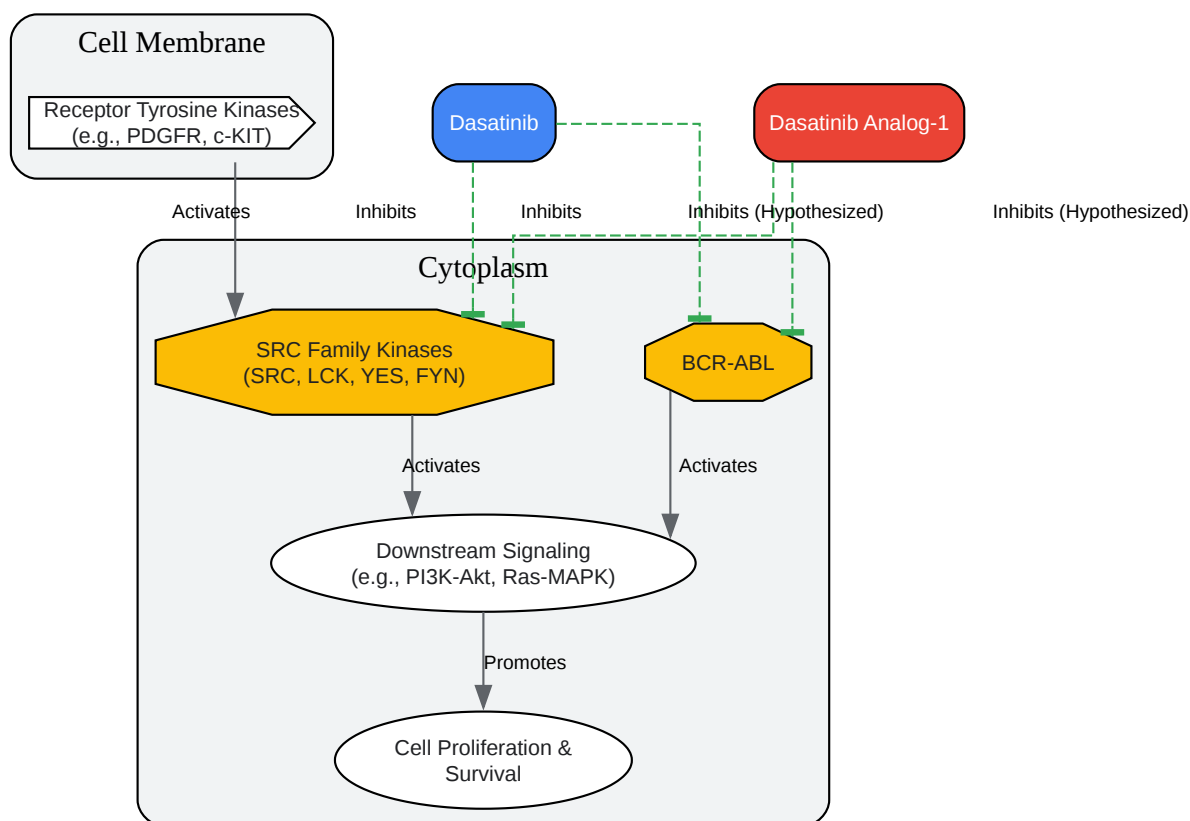 Cell Membrane
Receptor Tyrosine Kinases
(e.g., PDGFR, c-KIT)
Dasatinib
Dasatinib Analog-1
Activates
Inhibits
Inhibits
Inhibits (Hypothesized)
Inhibits (Hypothesized)
Cytoplasm
SRC Family Kinases
(SRC, LCK, YES, FYN)
BCR-ABL
Activates
Activates
Downstream Signaling
(e.g., PI3K-Akt, Ras-MAPK)
Promotes
Cell Proliferation &
Survival